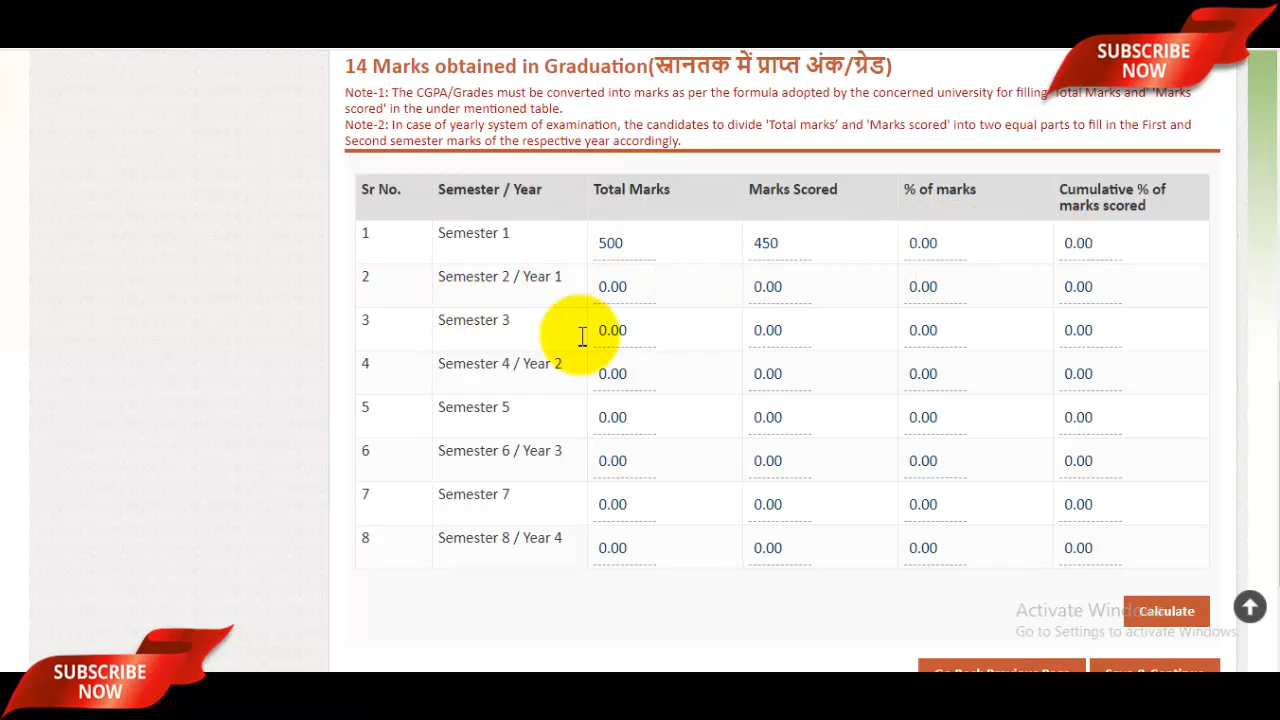 SUBSCRIBE
NOW
14 Marks obtained in Graduation(स्नानतक में प्राप्त अंक/ग्रेड)
Note-1: The CGPA/Grades must be converted into marks as per the formula adopted by the concerned university for filling 'Total Marks' and 'Marks
scored' in the under mentioned table.
Note-2: In case of yearly system of examination, the candidates to divide 'Total marks' and 'Marks scored' into two equal parts to fill in the First and
Second semester marks of the respective year accordingly.
Sr No. Semester / Year Total Marks Marks Scored % of marks Cumulative % of
marks scored
1 Semester 1 500 450 0.00 0.00
2 Semester 2 / Year 1 0.00 0.00 0.00 0.00
3 Semester 3 0.00 0.00 0.00 0.00
4 Semester 4 / Year 2 0.00 0.00 0.00 0.00
5 Semester 5 0.00 0.00 0.00 0.00
6 Semester 6 / Year 3 0.00 0.00 0.00 0.00
7 Semester 7 0.00 0.00 0.00 0.00
8 Semester 8 / Year 4 0.00 0.00 0.00 0.00
Calculate
Activate Windows
Go to Settings to activate Windows.
Go Back Previous Page Save & Continue
SUBSCRIBE
NOW